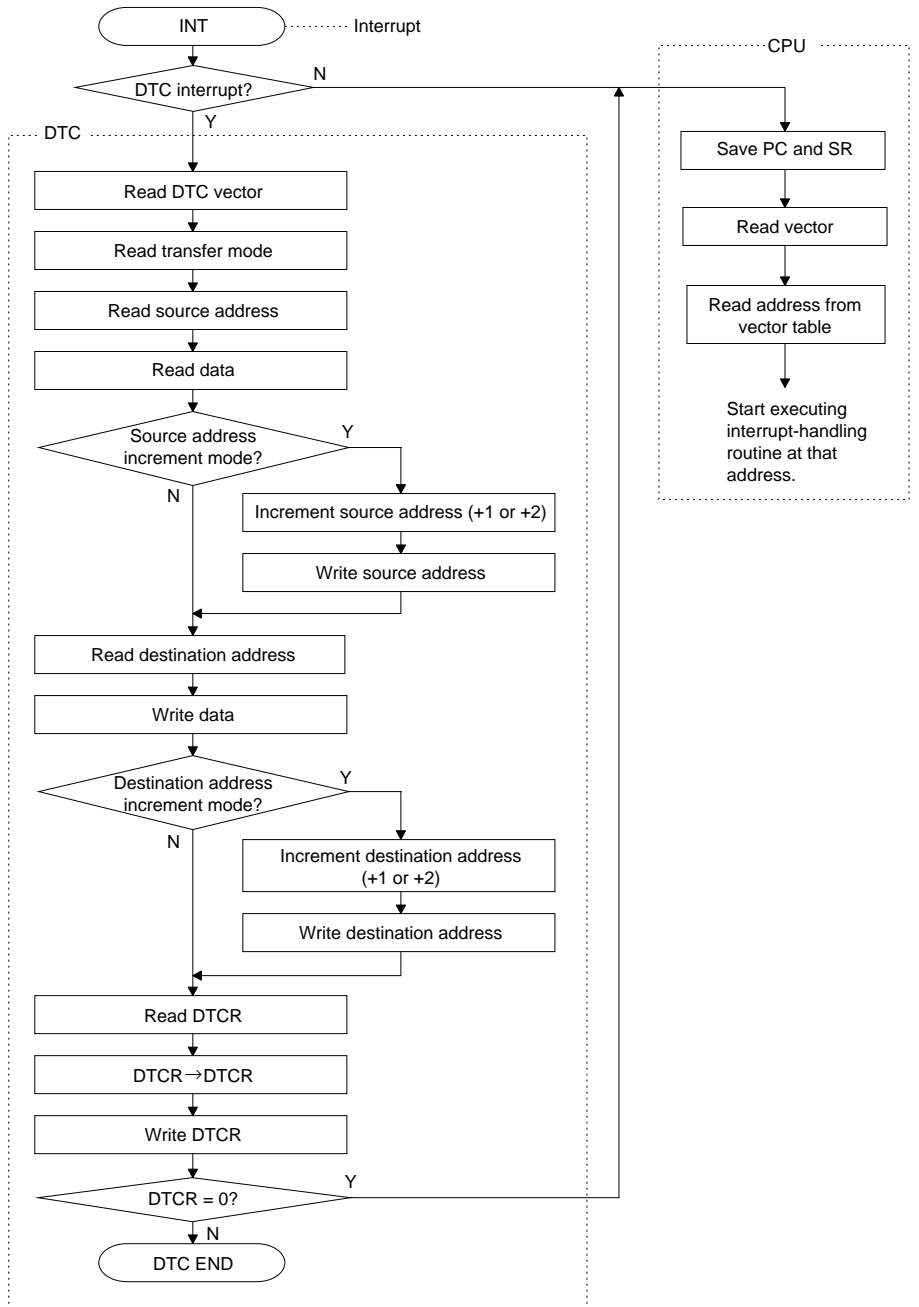 INT
Interrupt
CPU
DTC interrupt?
N
Y
DTC
Save PC and SR
Read DTC vector
Read vector
Read transfer mode
Read address from
vector table
Read source address
Read data
Start executing
interrupt-handling
routine at that
address.
Source address
increment mode?
Y
N
Increment source address (+1 or +2)
Write source address
Read destination address
Write data
Destination address
increment mode?
Y
N
Increment destination address
(+1 or +2)
Write destination address
Read DTCR
DTCR→DTCR
Write DTCR
DTCR = 0?
Y
N
DTC END